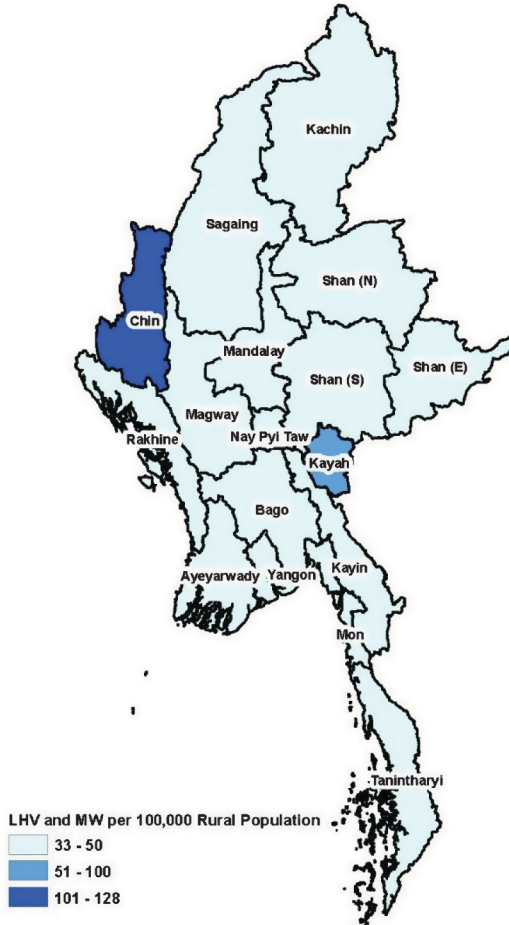 Kachin
Sagaing
Shan (N)
Chin
Mandalay
Shan (E)
Shan (S)
Magway
Nay Pyi Taw
Rakhine
Kayah
Bago
Ayeyarwady
Yangon
Kayin
Mon
Tanintharyi
LHV and MW per 100,000 Rural Population
33 - 50
51 - 100
101 - 128